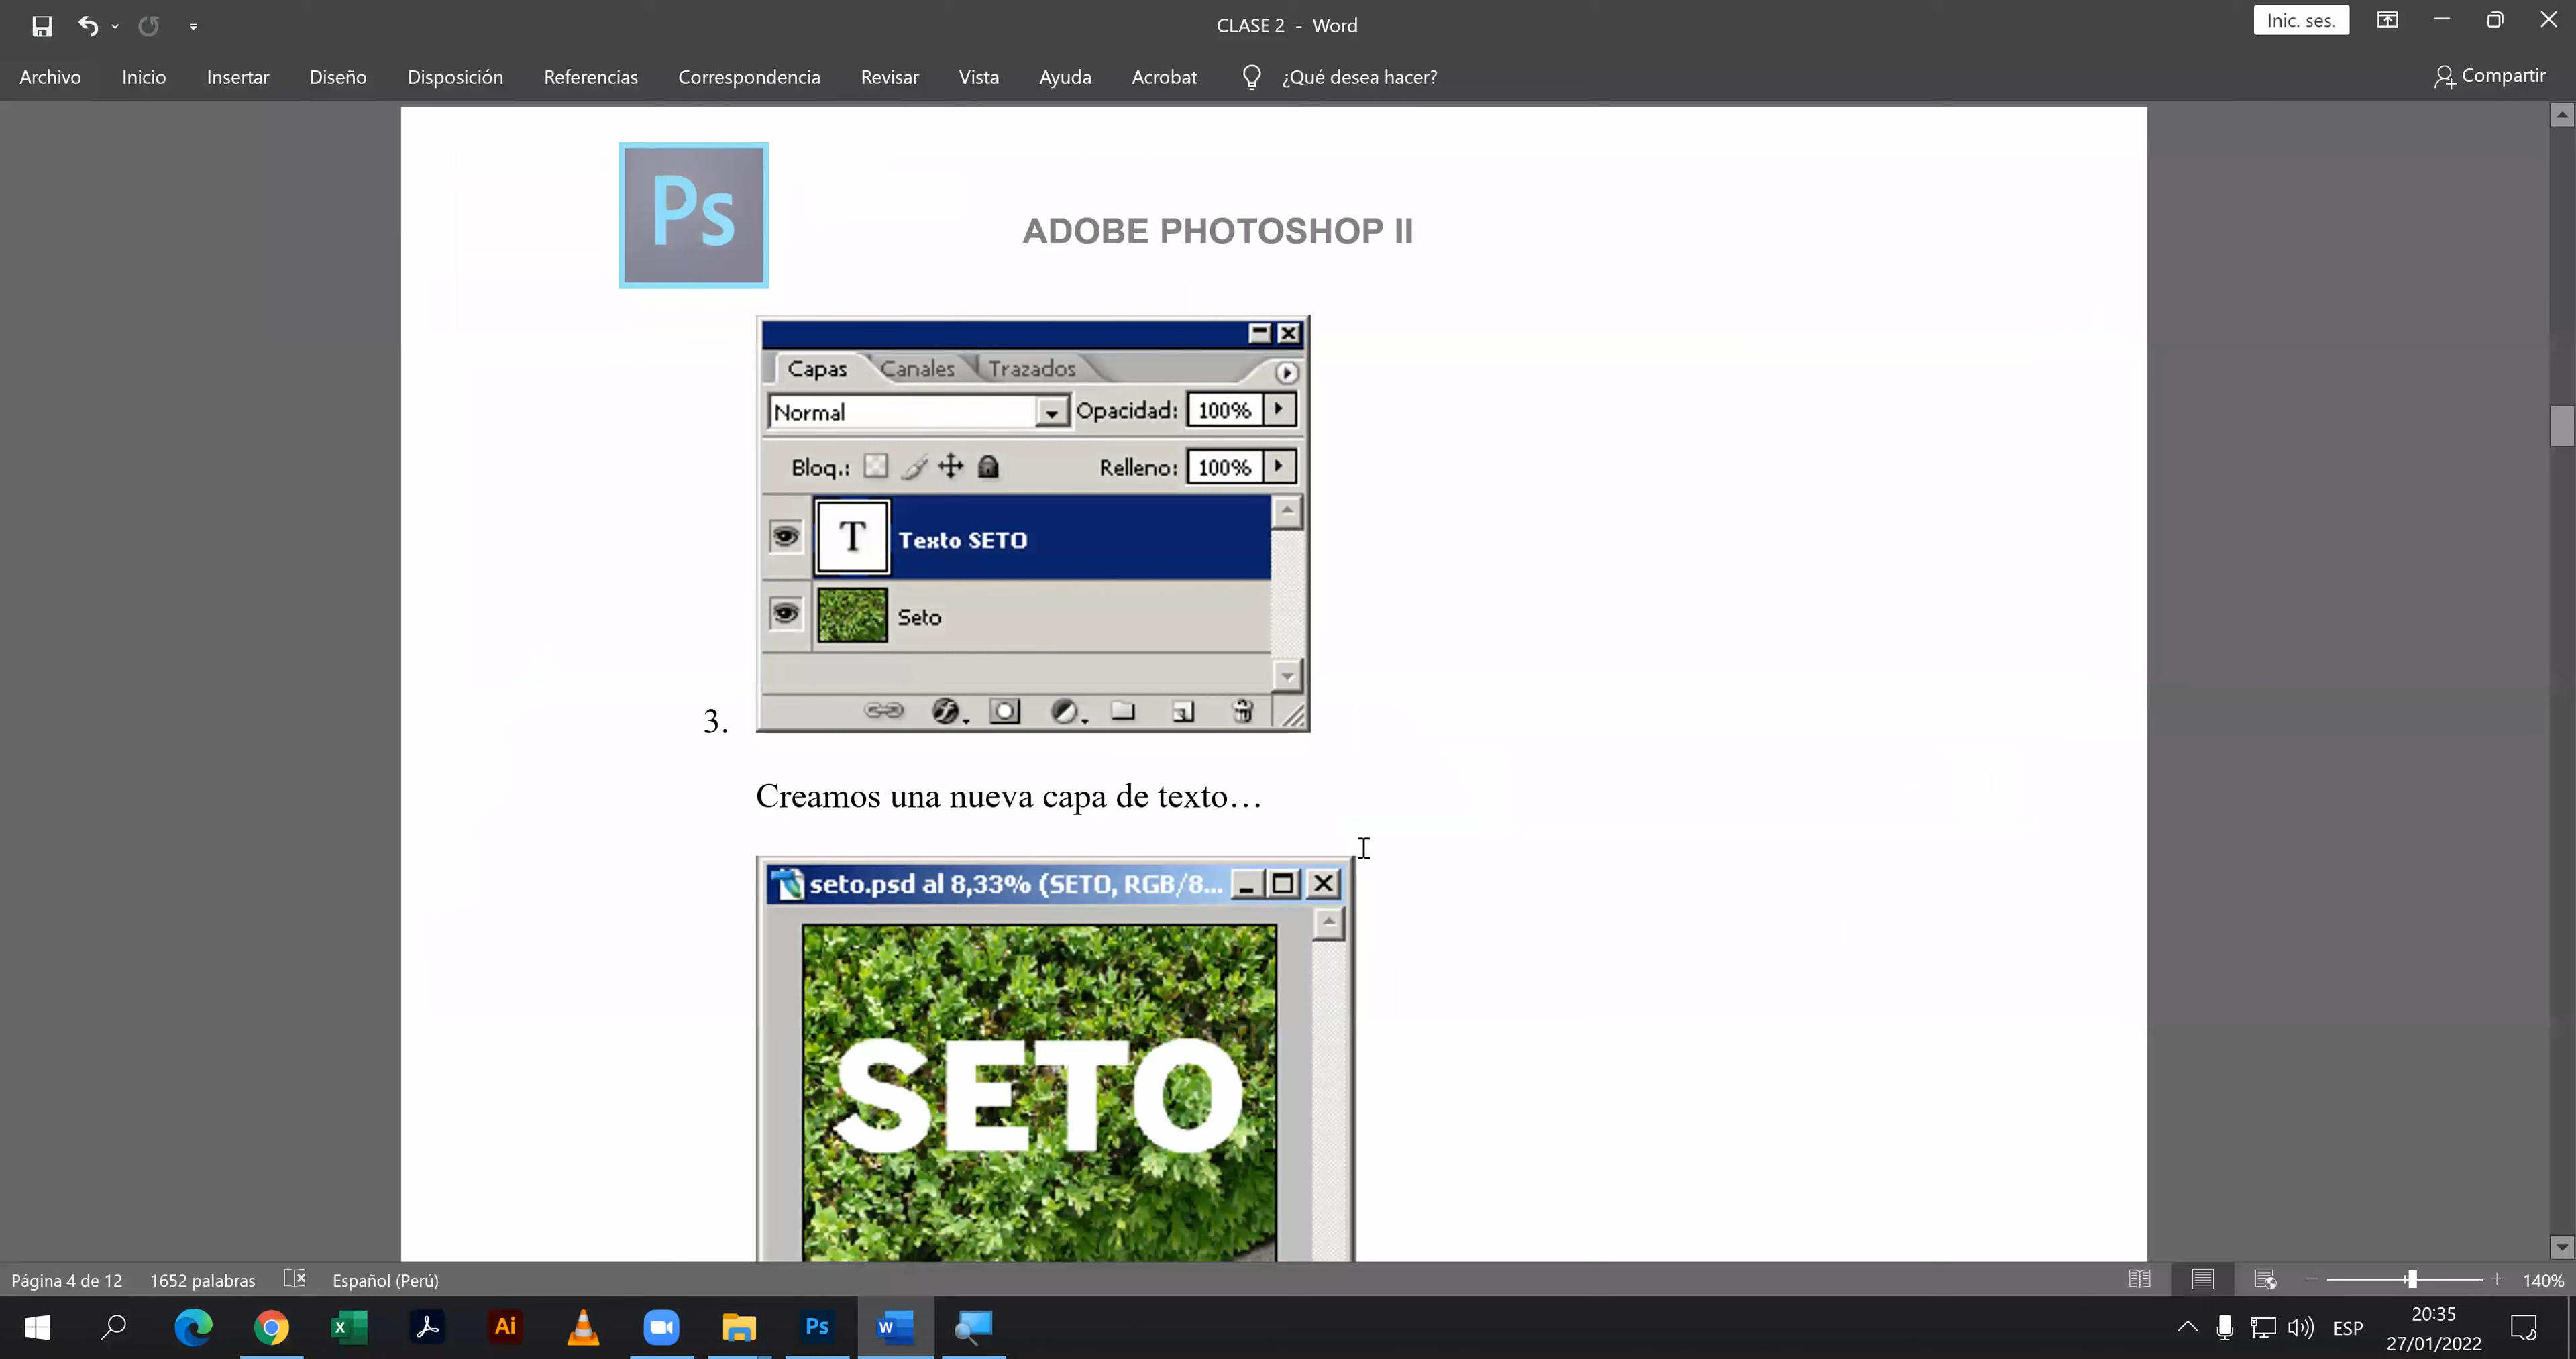 CLASE 2 - Word
Inic. ses.
Archivo Inicio Insertar Diseño Disposición Referencias Correspondencia Revisar Vista Ayuda Acrobat ¿Qué desea hacer? Compartir
Ps
ADOBE PHOTOSHOP II
Capas Canales Trazados
Normal Opacidad: 100%
Bloq.: Relleno: 100%
T Texto SETO
Seto
3.
Creamos una nueva capa de texto…
seto.psd al 8,33% (SETO, RGB/8...
SETO
Página 4 de 12 1652 palabras Español (Perú) 140%
Ai Ps W ESP 20:35
27/01/2022